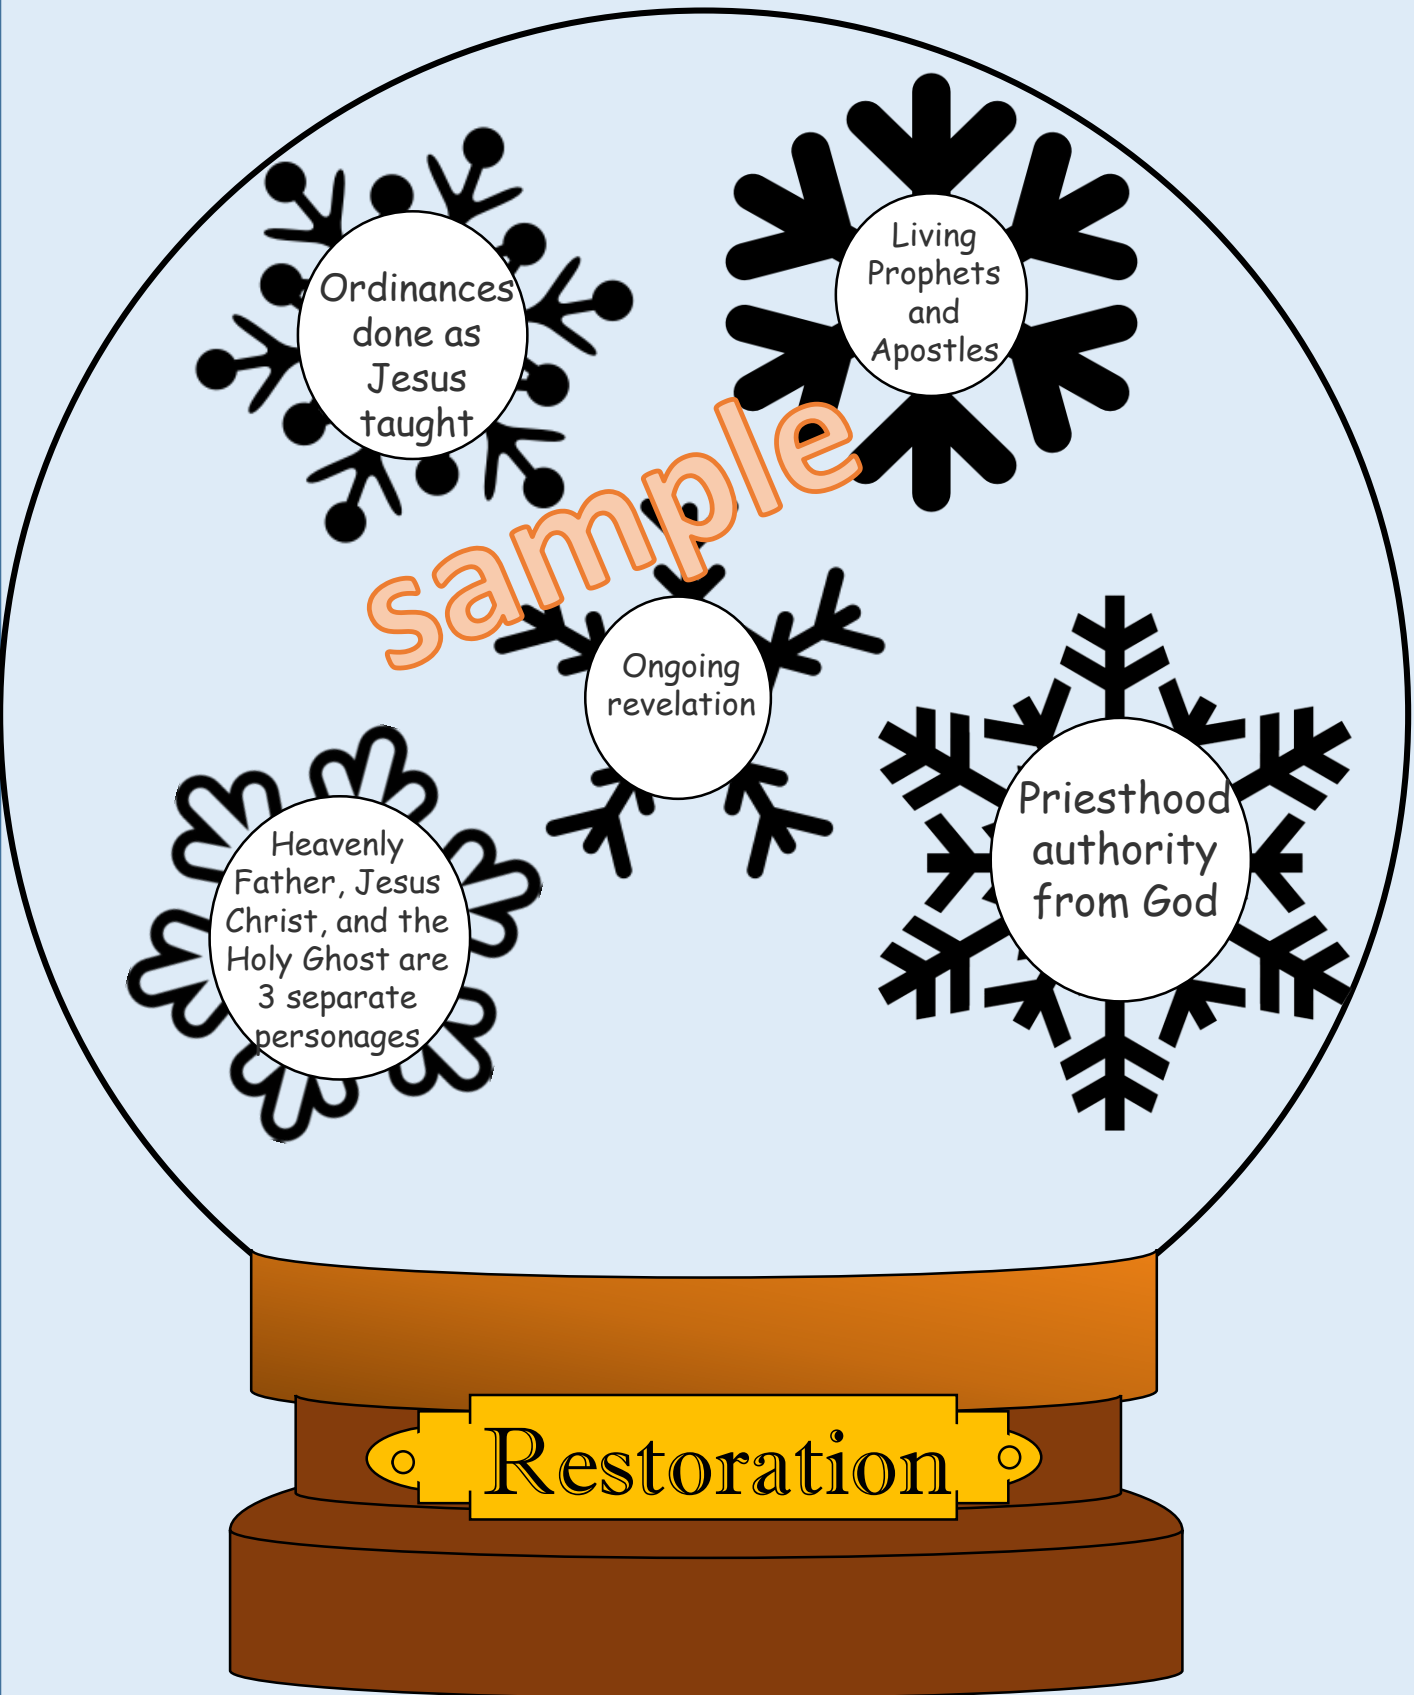 Ordinances
done as
Jesus
taught
Living
Prophets
and
Apostles
sample
Ongoing
revelation
Priesthood
authority
from God
Heavenly
Father, Jesus
Christ, and the
Holy Ghost are
3 separate
personages
Restoration